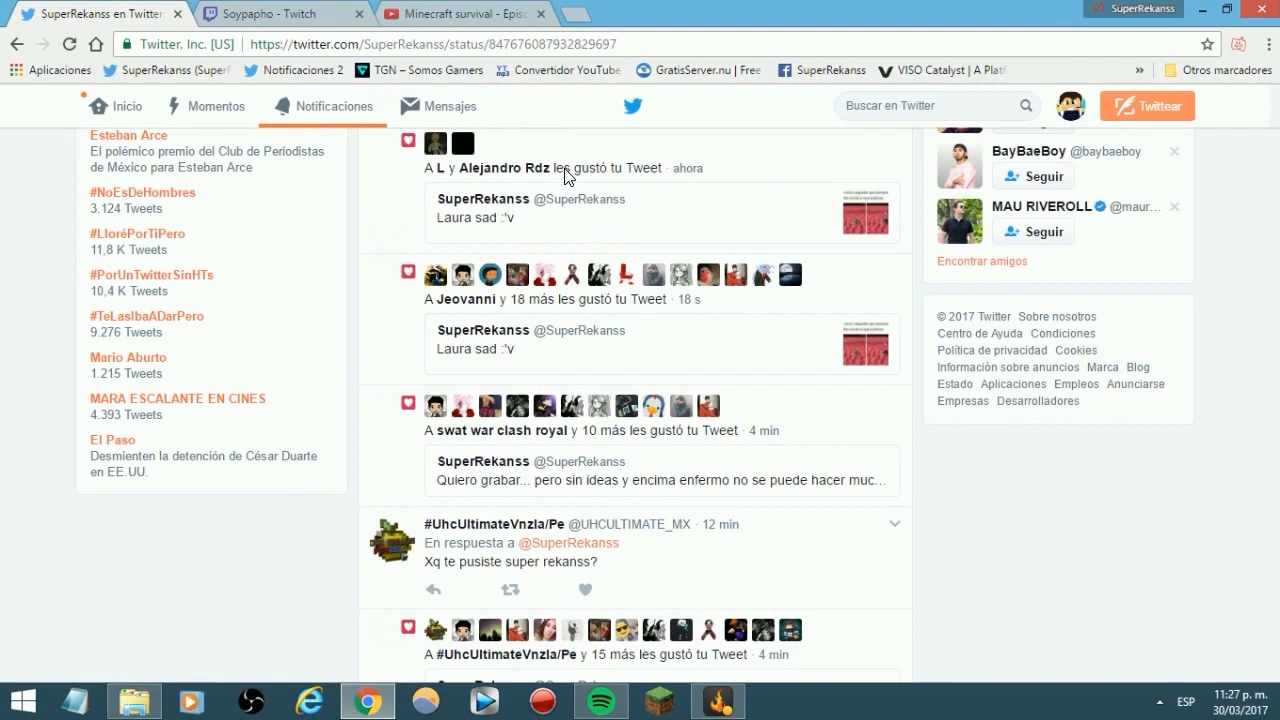 SuperRekanss en Twitter
Soypapho - Twitch
Minecraft survival - Epis
SuperRekanss
Twitter, Inc. [US]
https://twitter.com/SuperRekanss/status/847676087932829697
Aplicaciones
SuperRekanss (Super
Notificaciones 2
TGN – Somos Gamers
Convertidor YouTube
GratisServer.nu | Free
SuperRekanss
VISO Catalyst | A Plat
»
Otros marcadores
Inicio
Momentos
Notificaciones
Mensajes
Buscar en Twitter
Twittear
Esteban Arce
El polémico premio del Club de Periodistas
de México para Esteban Arce
#NoEsDeHombres
3.124 Tweets
#LloréPorTiPero
11,8 K Tweets
#PorUnTwitterSinHTs
10,4 K Tweets
#TeLasIbaADarPero
9.276 Tweets
Mario Aburto
1.215 Tweets
MARA ESCALANTE EN CINES
4.393 Tweets
El Paso
Desmienten la detención de César Duarte
en EE.UU.
A L y Alejandro Rdz les gustó tu Tweet · ahora
SuperRekanss @SuperRekanss
Laura sad :'v
A Jeovanni y 18 más les gustó tu Tweet · 18 s
SuperRekanss @SuperRekanss
Laura sad :'v
A swat war clash royal y 10 más les gustó tu Tweet · 4 min
SuperRekanss @SuperRekanss
Quiero grabar... pero sin ideas y encima enfermo no se puede hacer muc...
#UhcUltimateVnzla/Pe @UHCULTIMATE_MX · 12 min
En respuesta a @SuperRekanss
Xq te pusiste super rekanss?
A #UhcUltimateVnzla/Pe y 15 más les gustó tu Tweet · 4 min
BayBaeBoy @baybaeboy
Seguir
MAU RIVEROLL @maur...
Seguir
Encontrar amigos
© 2017 Twitter Sobre nosotros
Centro de Ayuda Condiciones
Política de privacidad Cookies
Información sobre anuncios Marca Blog
Estado Aplicaciones Empleos Anunciarse
Empresas Desarrolladores
ESP
11:27 p. m.
30/03/2017